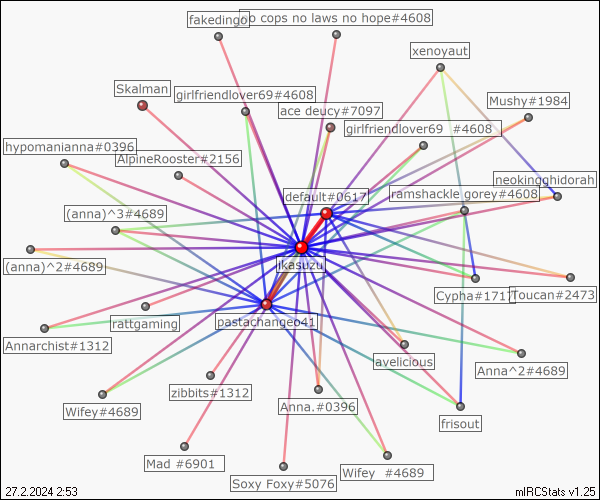 fakedingo
no cops no laws no hope#4608
xenoyaut
Skalman
girlfriendlover69#4608
Mushy#1984
ace deucy#7097
girlfriendlover69 #4608
hypomanianna#0396
AlpineRooster#2156
neokingghidorah
default#0617
ramshackle gorey#4608
(anna)^3#4689
(anna)^2#4689
jkasuzu
Cypha#1717
Toucan#2473
rattgaming
pastachangeo41
Annarchist#1312
avelicious
Anna^2#4689
zibbits#1312
Anna.#0396
Wifey#4689
frisout
Mad #6901
Soxy Foxy#5076
Wifey #4689
27.2.2024 2:53
mIRCStats v1.25